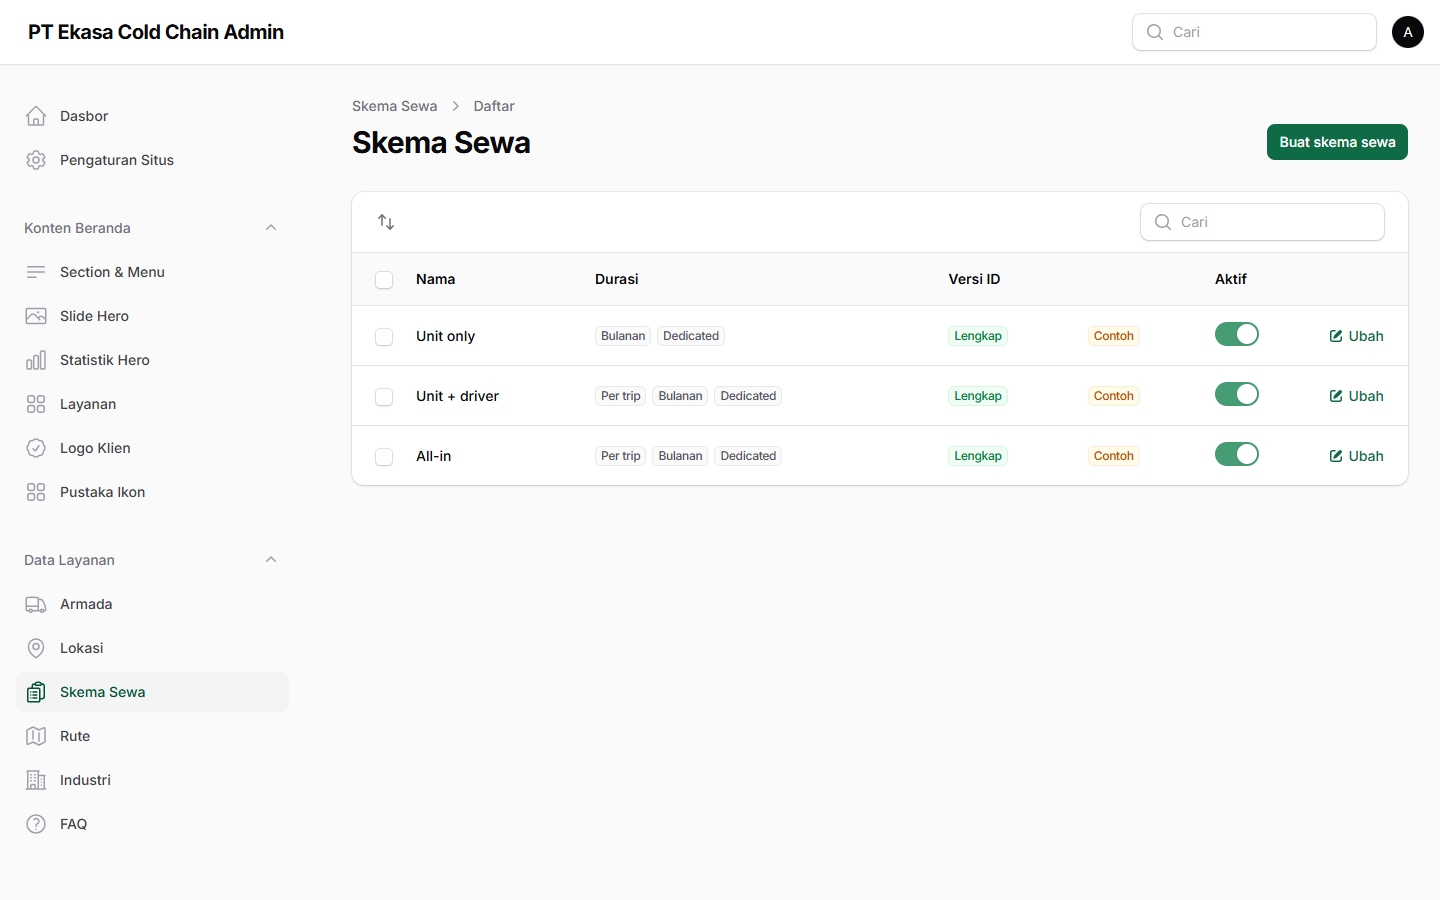 PT Ekasa Cold Chain Admin
Cari
A
Dasbor
Pengaturan Situs
Konten Beranda
Section & Menu
Slide Hero
Statistik Hero
Layanan
Logo Klien
Pustaka Ikon
Data Layanan
Armada
Lokasi
Skema Sewa
Rute
Industri
FAQ
Skema Sewa > Daftar
Skema Sewa
Buat skema sewa
Cari
Nama Durasi Versi ID Aktif
Unit only Bulanan Dedicated Lengkap Contoh Ubah
Unit + driver Per trip Bulanan Dedicated Lengkap Contoh Ubah
All-in Per trip Bulanan Dedicated Lengkap Contoh Ubah